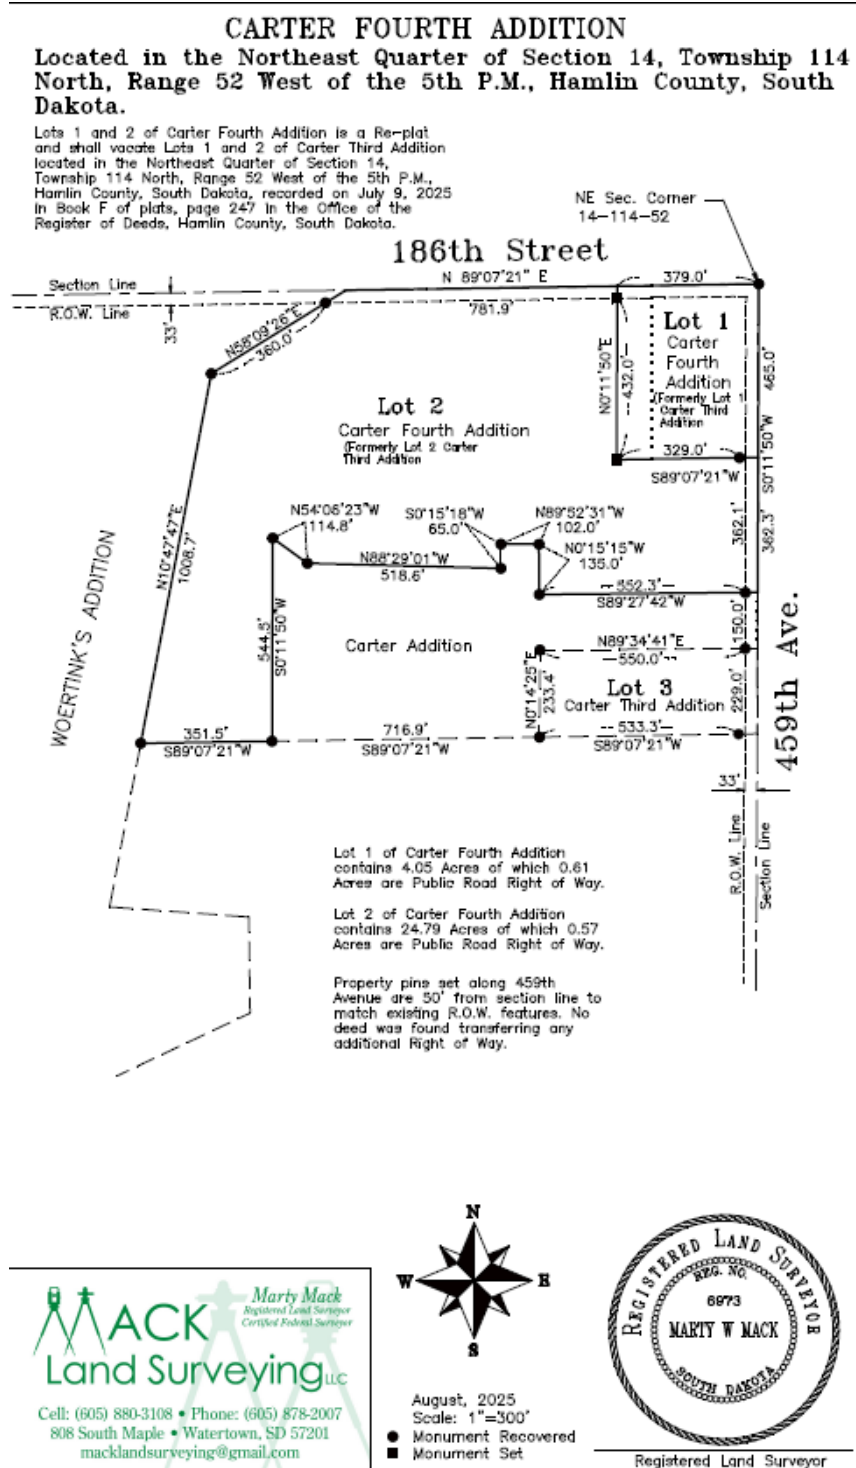 CARTER FOURTH ADDITION
Located in the Northeast Quarter of Section 14, Township 114
North, Range 52 West of the 5th P.M., Hamlin County, South
Dakota.
Lots 1 and 2 of Carter Fourth Addition is a Re-plat
and shall vacate Lots 1 and 2 of Carter Third Addition
located in the Northeast Quarter of Section 14,
Township 114 North, Range 52 West of the 5th P.M.,
Hamlin County, South Dakota, recorded on July 9, 2025
in Book F of plats, page 247 in the Office of the
Register of Deeds, Hamlin County, South Dakota.
NE Sec. Corner
14-114-52
186th Street
Section Line
N 89°07'21" E
379.0'
R.O.W. Line
33'
781.9'
N58°09'26"E
360.0'
Lot 1
Carter
Fourth
Addition
(Formerly Lot 1
Carter Third
Addition
N0°11'50"E
432.0'
465.0'
S0°11'50"W
329.0'
S89°07'21"W
Lot 2
Carter Fourth Addition
(Formerly Lot 2 Carter
Third Addition
N54°06'23"W
114.8'
S0°15'18"W
65.0'
N89°52'31"W
102.0'
N0°15'15"W
135.0'
362.1'
362.3'
N88°29'01"W
518.6'
552.3'
S89°27'42"W
WOERTINK'S ADDITION
N10°47'47"E
1008.7'
544.5'
S0°11'50"W
Carter Addition
150.0'
N89°34'41"E
550.0'
N0°14'25"E
233.4'
Lot 3
Carter Third Addition
229.0'
459th Ave.
351.5'
S89°07'21"W
716.9'
S89°07'21"W
533.3'
S89°07'21"W
33'
R.O.W. Line
Section Line
Lot 1 of Carter Fourth Addition
contains 4.05 Acres of which 0.61
Acres are Public Road Right of Way.
Lot 2 of Carter Fourth Addition
contains 24.79 Acres of which 0.57
Acres are Public Road Right of Way.
Property pins set along 459th
Avenue are 50' from section line to
match existing R.O.W. features. No
deed was found transferring any
additional Right of Way.
N
W
E
S
MACK
Land Surveying LLC
Marty Mack
Registered Land Surveyor
Certified Federal Surveyor
Cell: (605) 880-3108 • Phone: (605) 878-2007
808 South Maple • Watertown, SD 57201
macklandsurveying@gmail.com
August, 2025
Scale: 1"=300'
Monument Recovered
Monument Set
REGISTERED LAND SURVEYOR
REG. NO.
6973
MARTY W MACK
SOUTH DAKOTA
Registered Land Surveyor